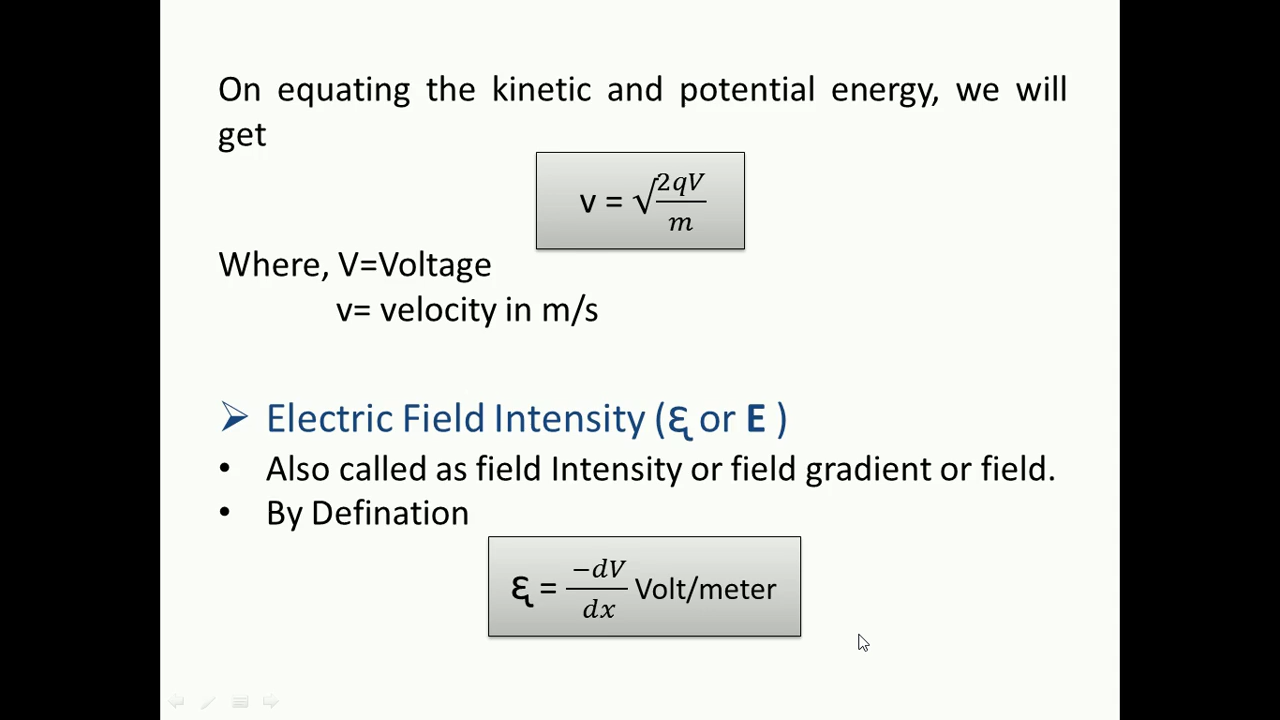 On equating the kinetic and potential energy, we will
get
v = √2qV/m
Where, V=Voltage
v= velocity in m/s
➢ Electric Field Intensity (ƹ or E )
• Also called as field Intensity or field gradient or field.
• By Defination
ƹ = −dV/dx Volt/meter